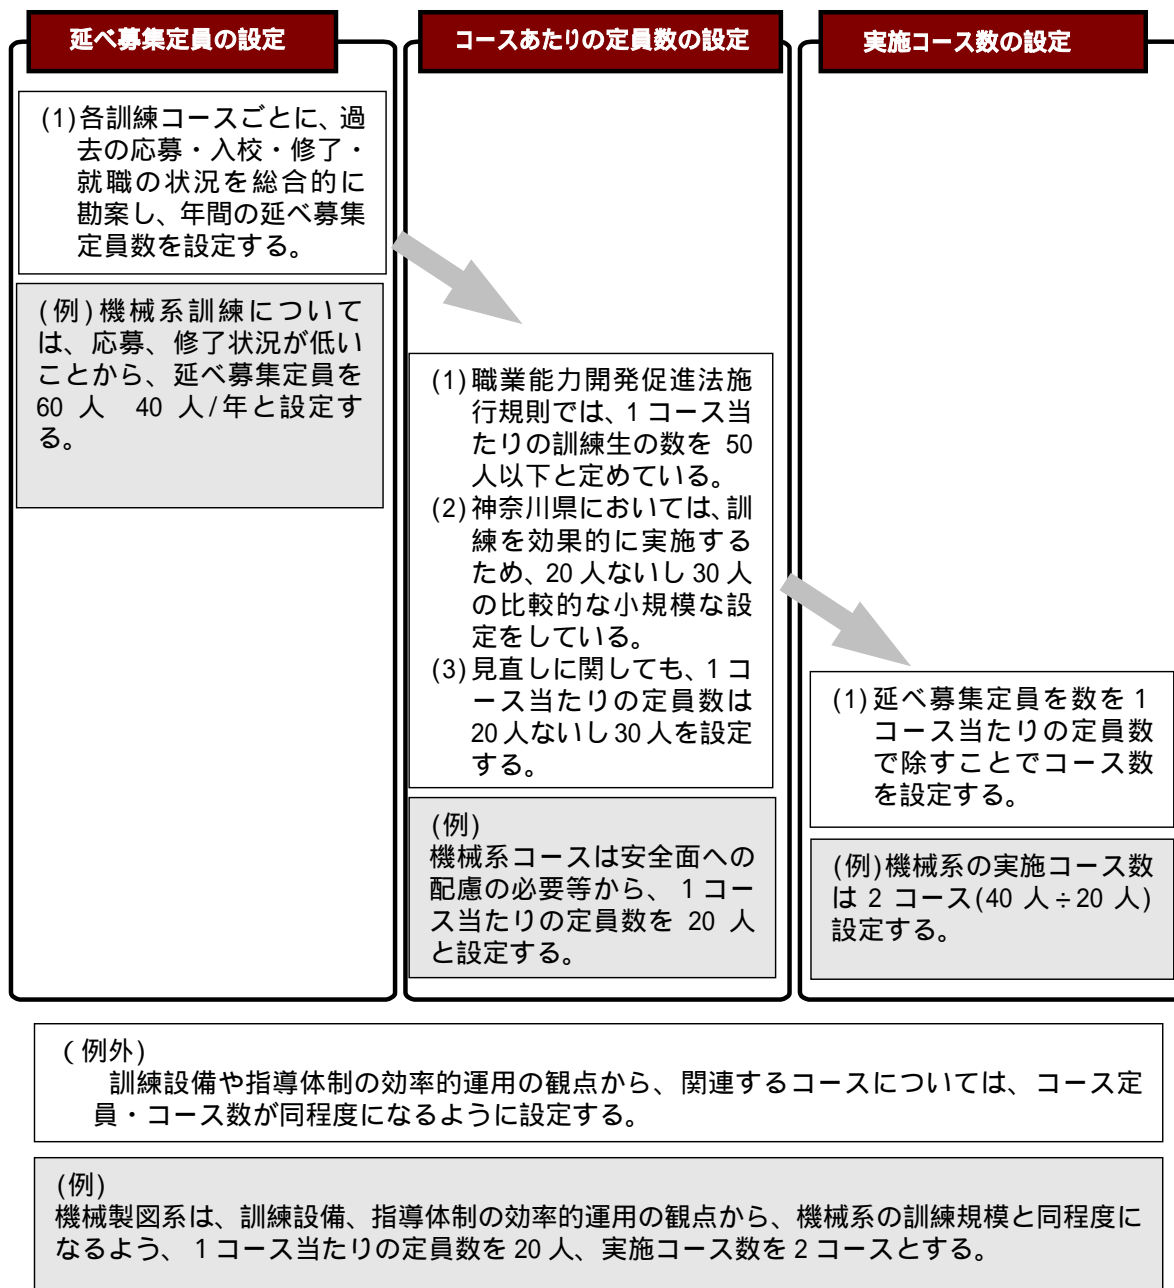 延べ募集定員の設定
(1)各訓練コースごとに、過
去の応募・入校・修了・
就職の状況を総合的に
勘案し、年間の延べ募集
定員数を設定する。
(例)機械系訓練について
は、応募、修了状況が低い
ことから、延べ募集定員を
60 人 40 人/年と設定す
る。
コースあたりの定員数の設定
(1)職業能力開発促進法施
行規則では、1 コース当
たりの訓練生の数を 50
人以下と定めている。
(2)神奈川県においては、訓
練を効果的に実施する
ため、20 人ないし 30 人
の比較的な小規模な設
定をしている。
(3)見直しに関しても、1 コ
ース当たりの定員数は
20 人ないし 30 人を設定
する。
(例)
機械系コースは安全面への
配慮の必要等から、1 コー
ス当たりの定員数を 20 人
と設定する。
実施コース数の設定
(1)延べ募集定員を数を 1
コース当たりの定員数
で除すことでコース数
を設定する。
(例)機械系の実施コース数
は 2 コース(40 人÷20 人)
設定する。
(例外)
訓練設備や指導体制の効率的運用の観点から、関連するコースについては、コース定
員・コース数が同程度になるように設定する。
(例)
機械製図系は、訓練設備、指導体制の効率的運用の観点から、機械系の訓練規模と同程度に
なるよう、1 コース当たりの定員数を 20 人、実施コース数を 2 コースとする。